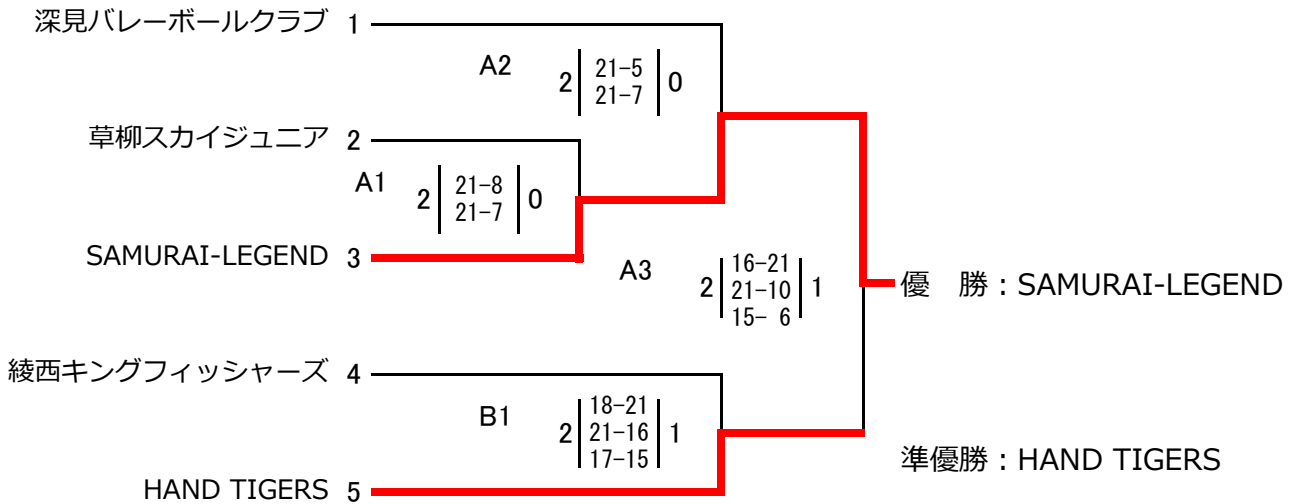 深見バレーボールクラブ 1
A2 2 21-5 0
21-7
草柳スカイジュニア 2
A1 2 21-8 0
21-7
SAMURAI-LEGEND 3
A3 2 16-21 1
21-10
15- 6
優　勝：SAMURAI-LEGEND
綾西キングフィッシャーズ 4
B1 2 18-21 1
21-16
17-15
準優勝：HAND TIGERS
HAND TIGERS 5